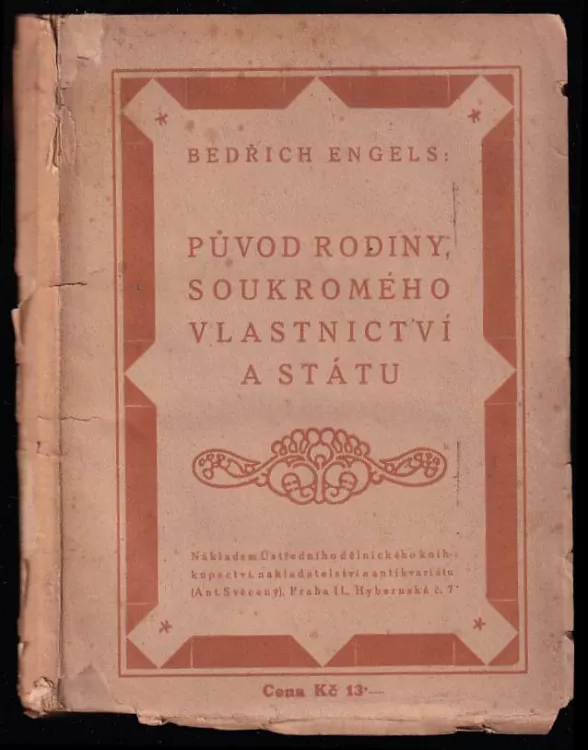 BEDŘICH ENGELS:
PŮVOD RODINY,
SOUKROMÉHO
VLASTNICTVÍ
A STÁTU
Nákladem Ústředního dělnického knih-
kupectví, nakladatelství a antikvariátu
(Ant. Svěcený), Praha II., Hybernská č. 7
Cena Kč 13·—